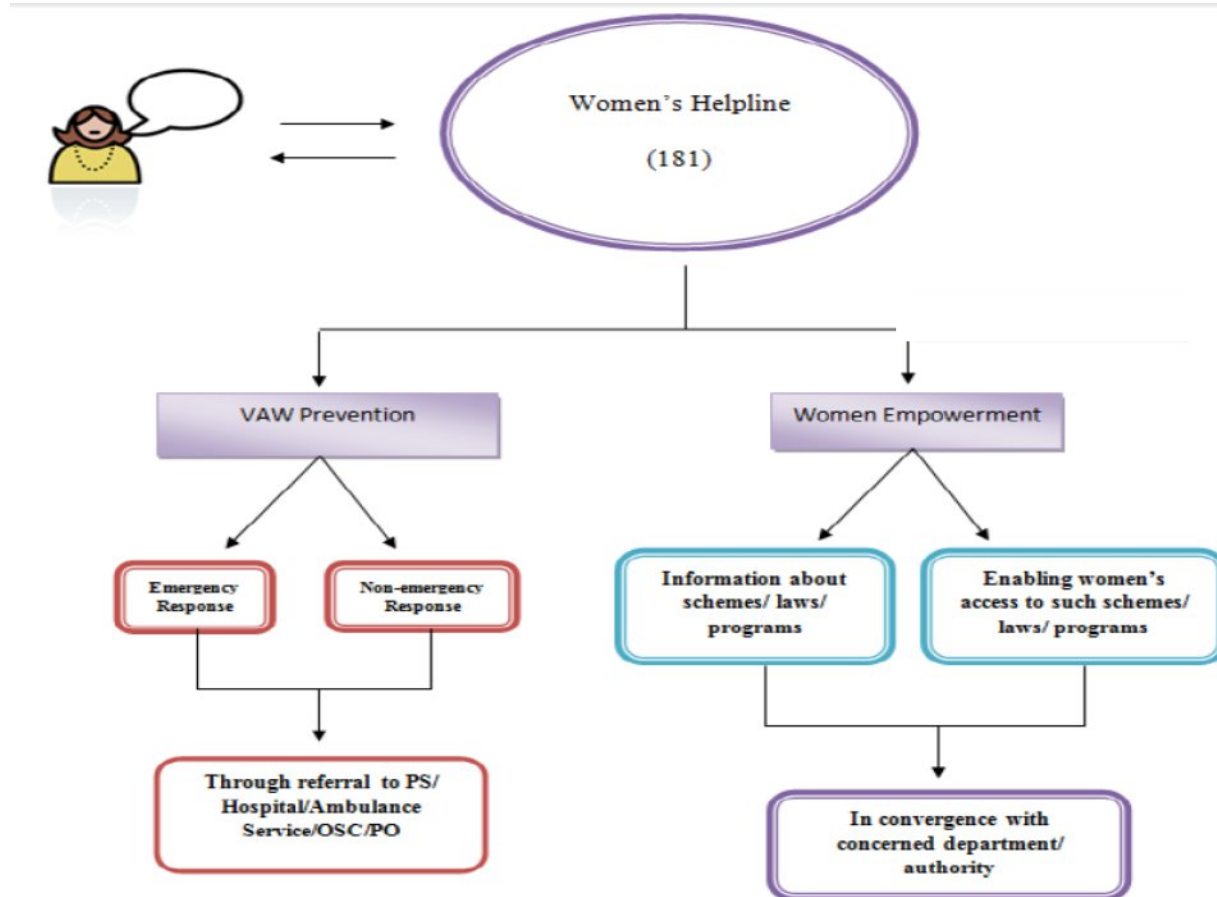 Women's Helpline
(181)
VAW Prevention
Women Empowerment
Emergency
Response
Non-emergency
Response
Information about
schemes/ laws/
programs
Enabling women's
access to such schemes/
laws/ programs
Through referral to PS/
Hospital/Ambulance
Service/OSC/PO
In convergence with
concerned department/
authority